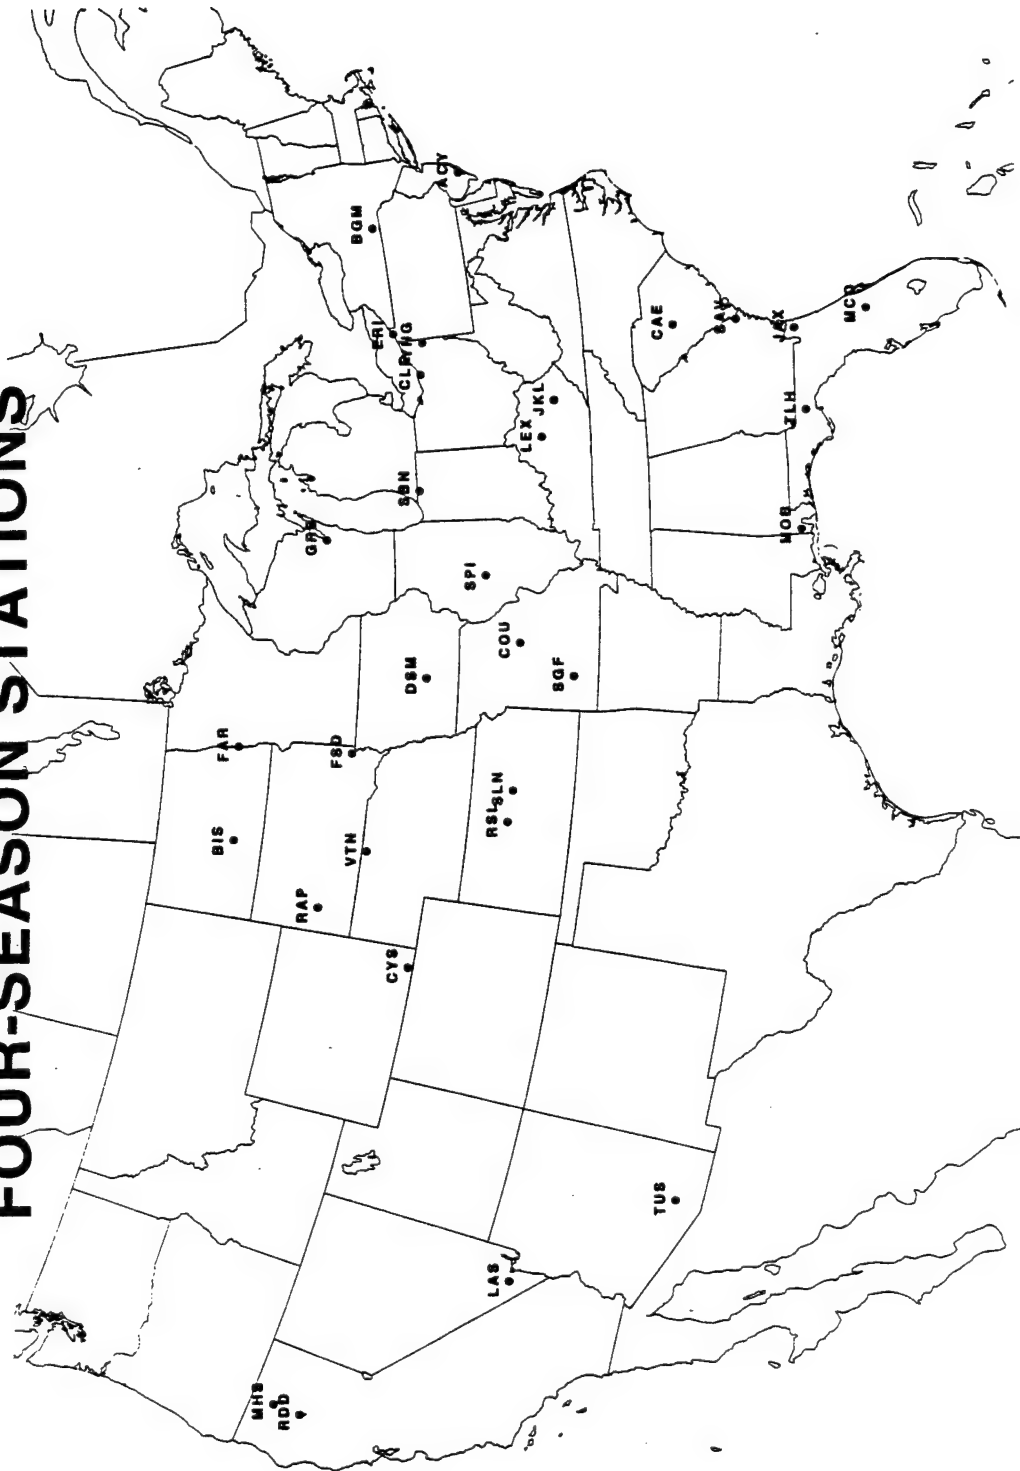 FOUR-SEASON STATIONS
MHS
RDD
LAS
TUS
CYS
RAP
BIS
VTN
FAR
FSD
RSL
SLN
DSM
COU
SGF
SPI
GRB
SBN
LEX
JKL
CLE
YNG
ERI
BGM
ACY
CAE
SAV
JAX
MCO
TLH
MOB